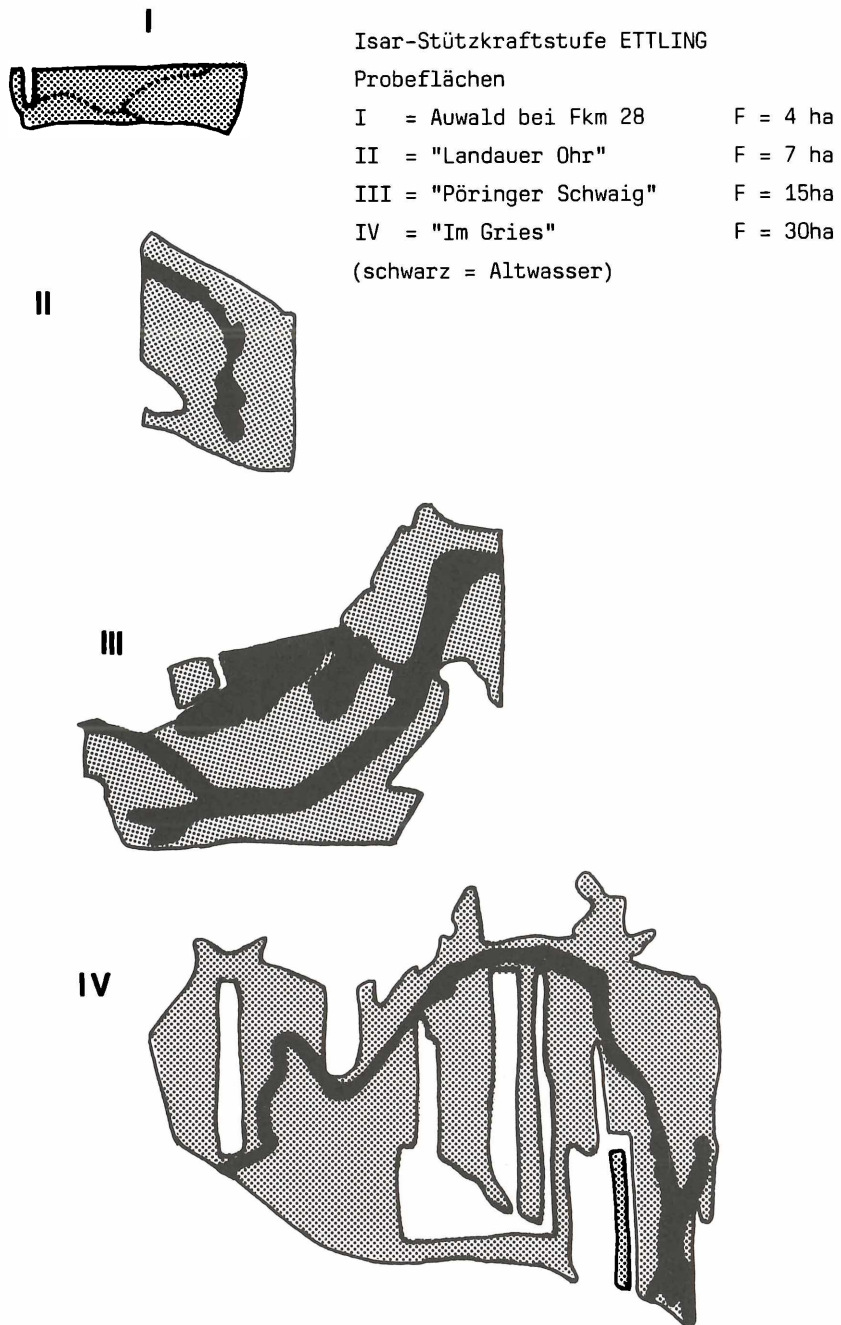 I
Isar-Stützkraftstufe ETTLING
Probeflächen
I = Auwald bei Fkm 28 F = 4 ha
II = "Landauer Ohr" F = 7 ha
III = "Pöringer Schwaig" F = 15ha
IV = "Im Gries" F = 30ha
(schwarz = Altwasser)
II
III
IV